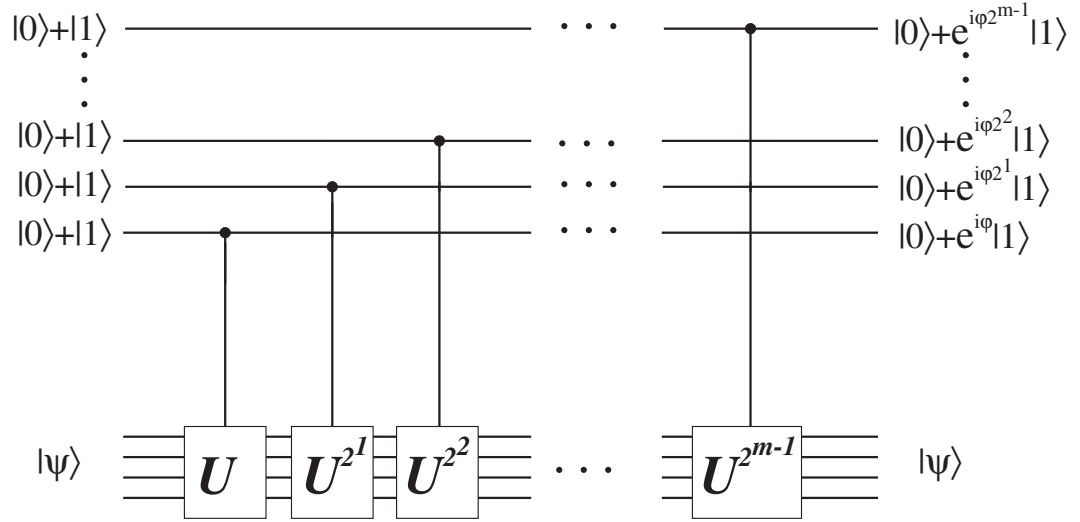 |0⟩+|1⟩ . . . |0⟩+e^{iφ2^{m-1}}|1⟩
|0⟩+|1⟩ . . . |0⟩+e^{iφ2^2}|1⟩
|0⟩+|1⟩ . . . |0⟩+e^{iφ2^1}|1⟩
|0⟩+|1⟩ . . . |0⟩+e^{iφ}|1⟩
|ψ⟩ U U^{2^1} U^{2^2} . . . U^{2^{m-1}} |ψ⟩